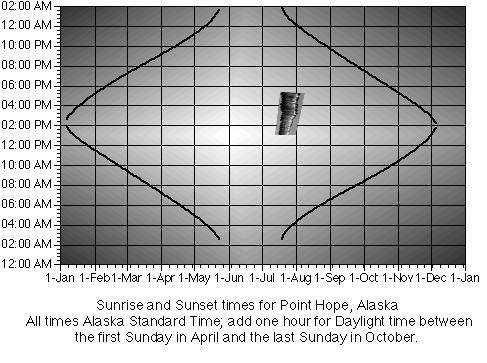 02:00 AM
12:00 AM
10:00 PM
08:00 PM
06:00 PM
04:00 PM
02:00 PM
12:00 PM
10:00 AM
08:00 AM
06:00 AM
04:00 AM
02:00 AM
12:00 AM
1-Jan 1-Feb 1-Mar 1-Apr 1-May 1-Jun 1-Jul 1-Aug 1-Sep 1-Oct 1-Nov 1-Dec 1-Jan
Sunrise and Sunset times for Point Hope, Alaska
All times Alaska Standard Time; add one hour for Daylight time between
the first Sunday in April and the last Sunday in October.